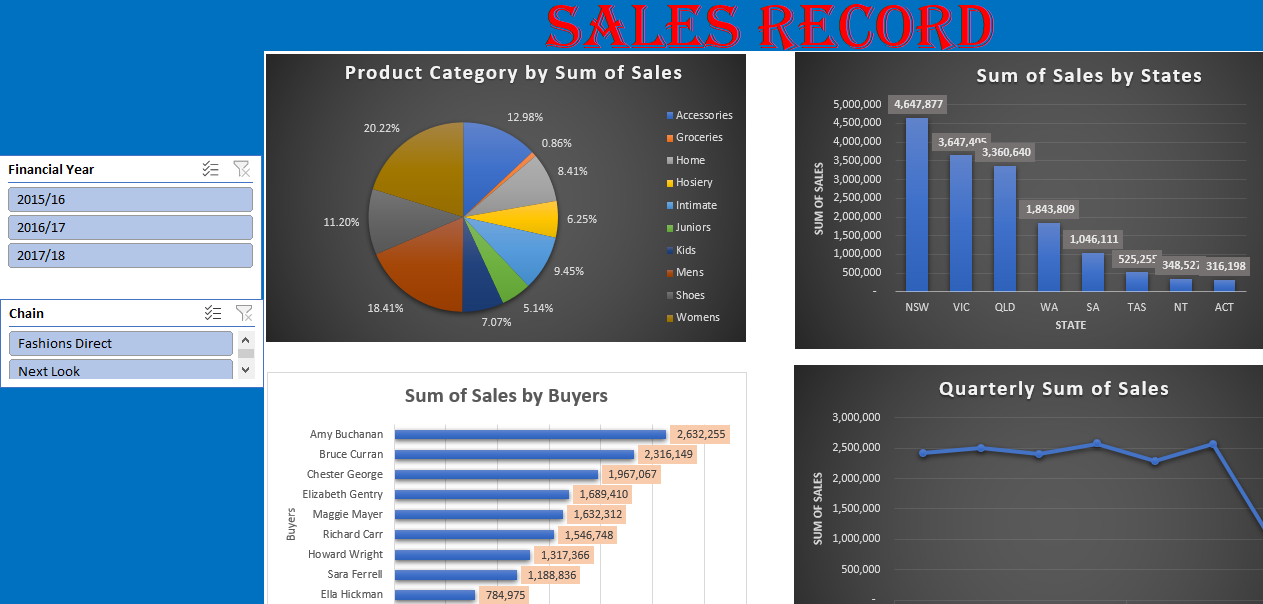 SALES RECORD
Financial Year
2015/16
2016/17
2017/18
Chain
Fashions Direct
Next Look
Product Category by Sum of Sales
12.98%
0.86%
8.41%
6.25%
9.45%
5.14%
7.07%
18.41%
11.20%
20.22%
Accessories
Groceries
Home
Hosiery
Intimate
Juniors
Kids
Mens
Shoes
Womens
Sum of Sales by States
SUM OF SALES
5,000,000
4,500,000
4,000,000
3,500,000
3,000,000
2,500,000
2,000,000
1,500,000
1,000,000
500,000
-
4,647,877
3,647,405
3,360,640
1,843,809
1,046,111
525,255
348,527
316,198
NSW VIC QLD WA SA TAS NT ACT
STATE
Sum of Sales by Buyers
Buyers
Amy Buchanan 2,632,255
Bruce Curran 2,316,149
Chester George 1,967,067
Elizabeth Gentry 1,689,410
Maggie Mayer 1,632,312
Richard Carr 1,546,748
Howard Wright 1,317,366
Sara Ferrell 1,188,836
Ella Hickman 784,975
Quarterly Sum of Sales
SUM OF SALES
3,000,000
2,500,000
2,000,000
1,500,000
1,000,000
500,000
-